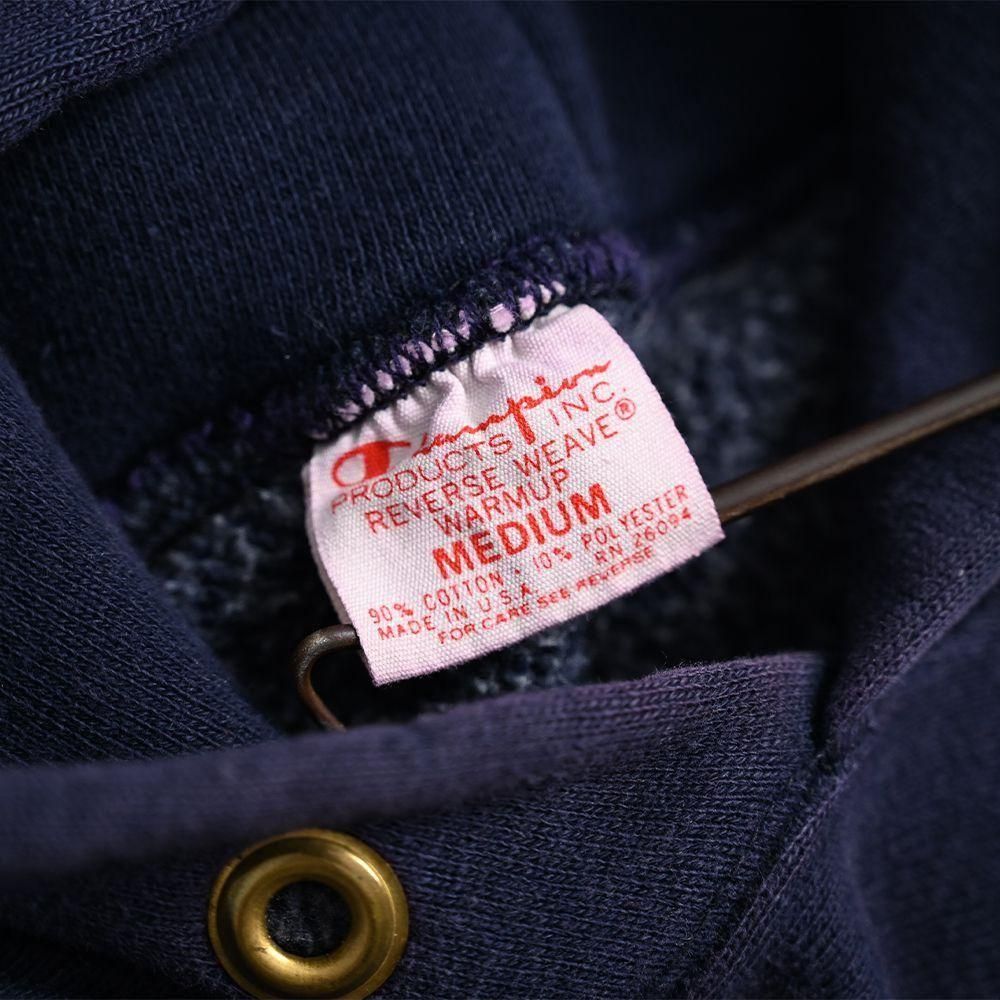 Champion
PRODUCTS INC.
REVERSE WEAVE®
WARMUP
MEDIUM
90% COTTON • 10% POLYESTER
MADE IN U.S.A. RN 26094
FOR CARE SEE REVERSE